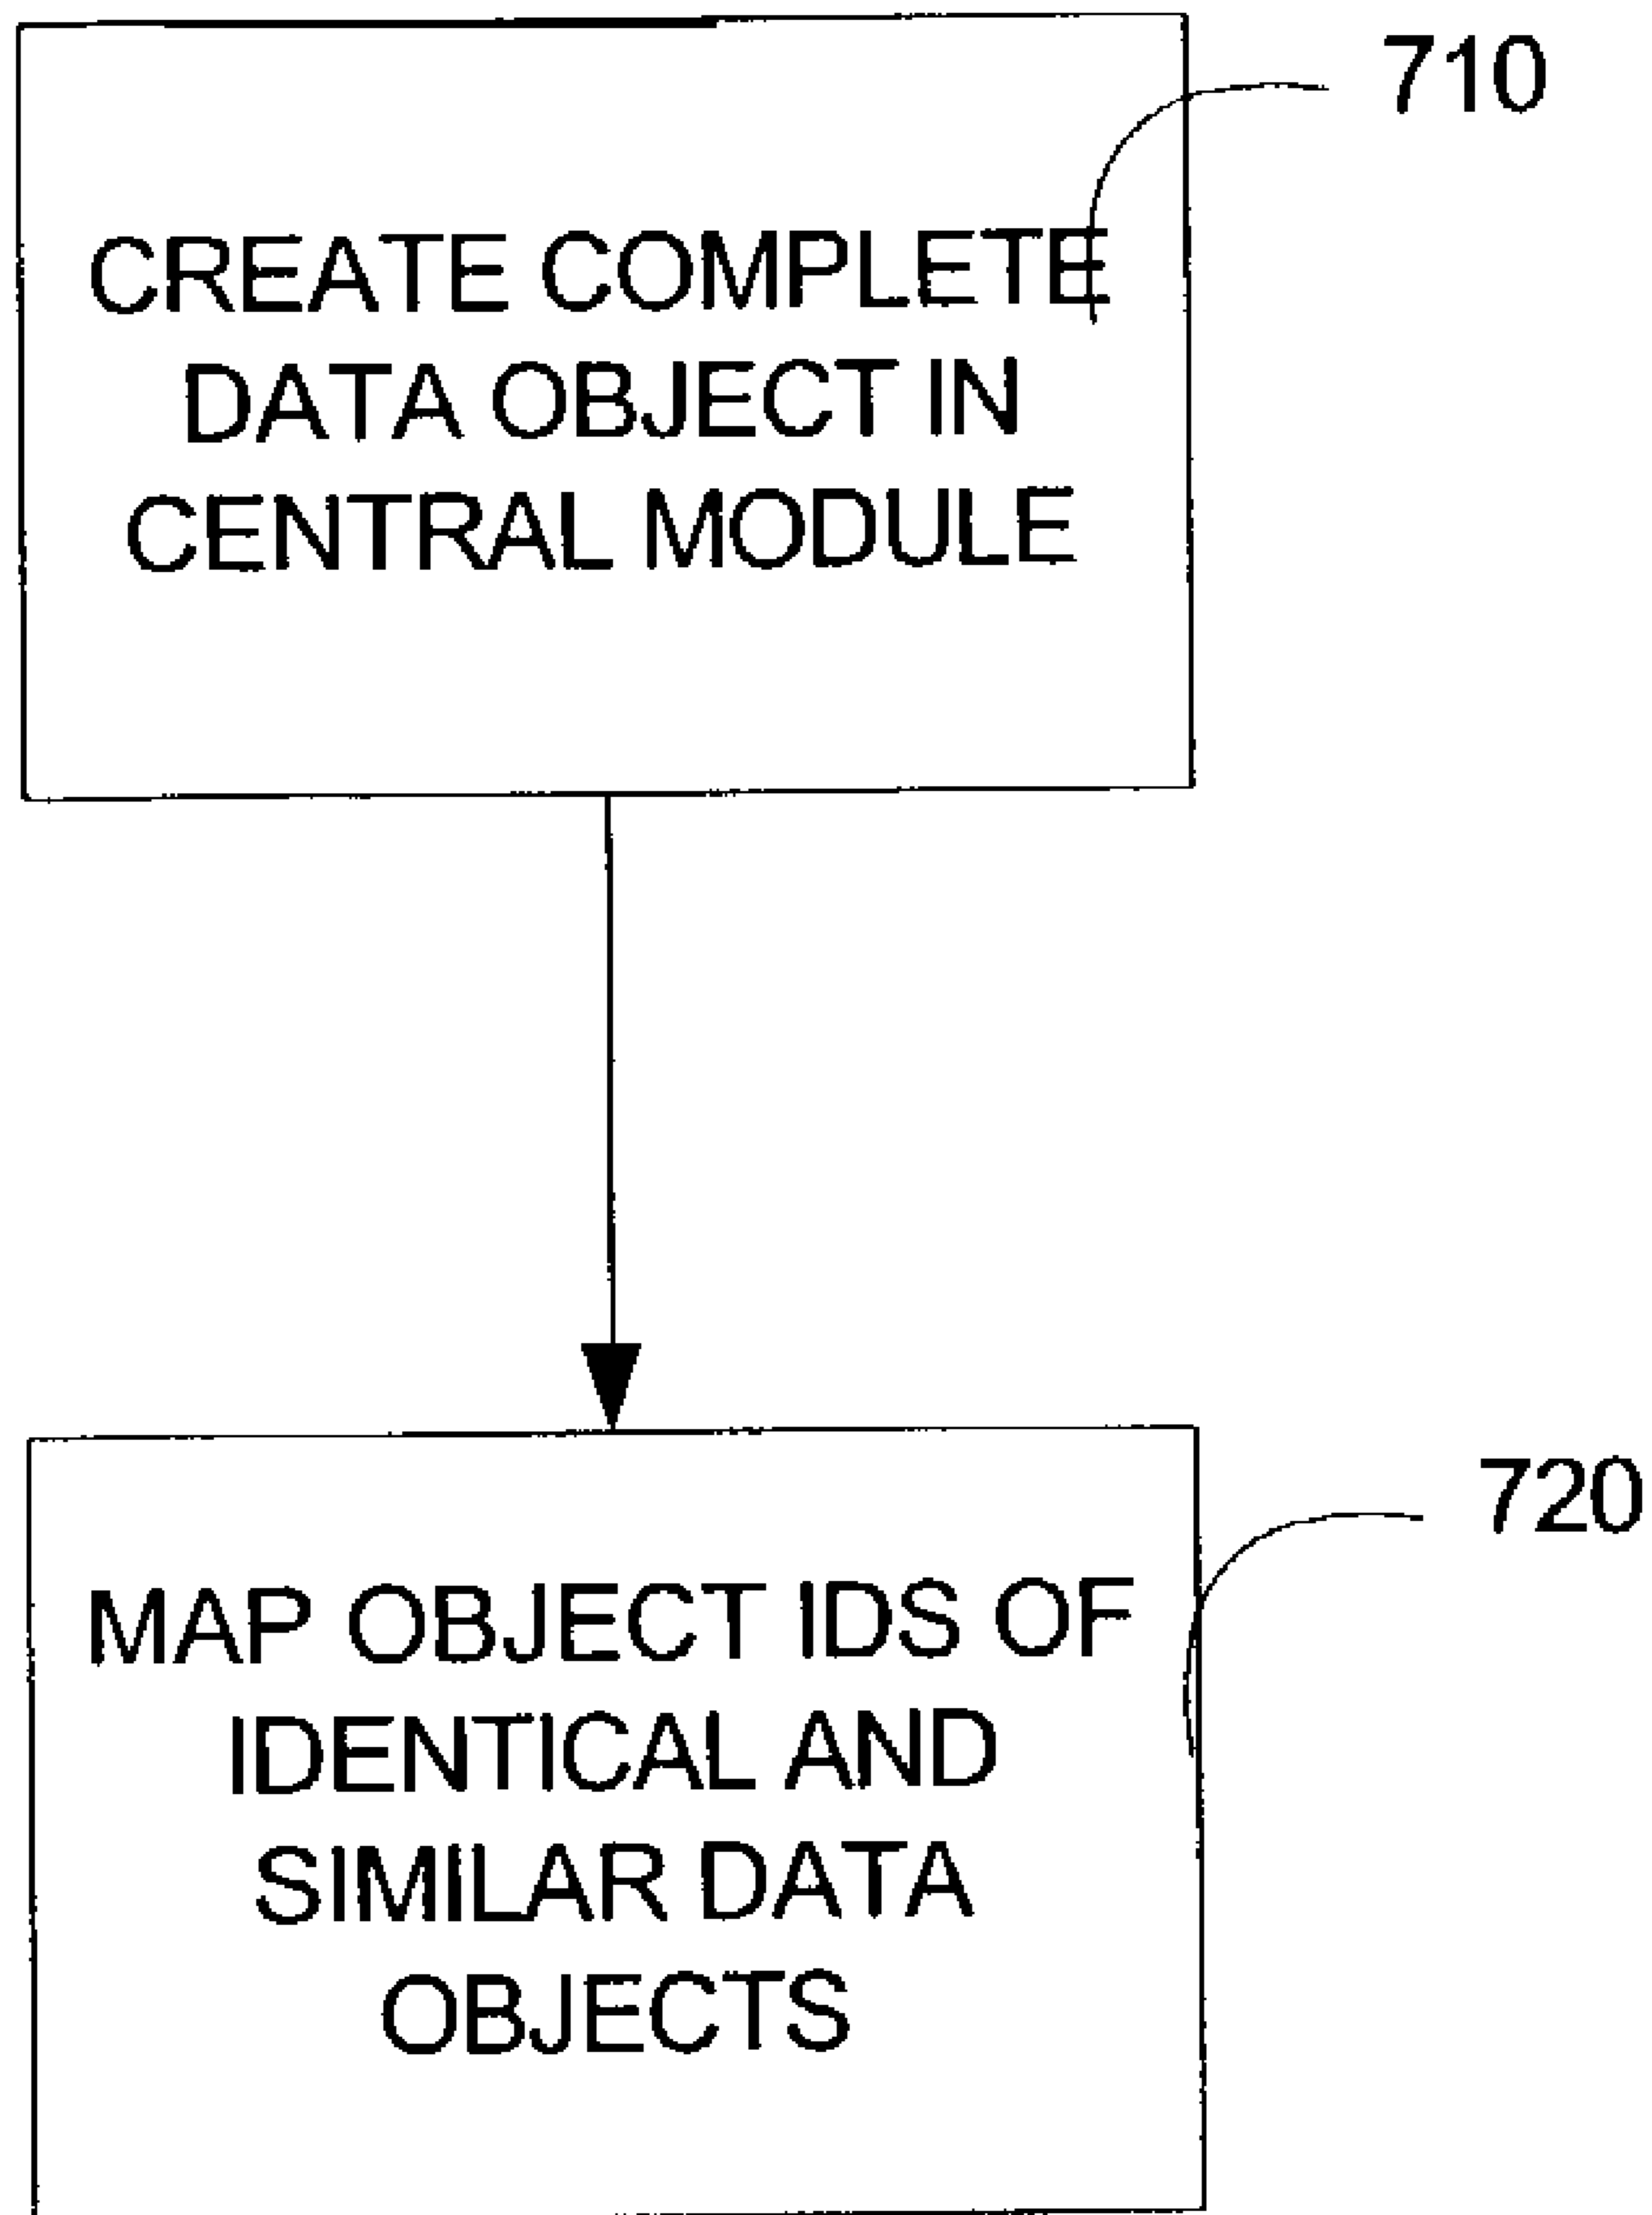 710
CREATE COMPLETE
DATA OBJECT IN
CENTRAL MODULE
720
MAP OBJECT IDS OF
IDENTICAL AND
SIMILAR DATA
OBJECTS